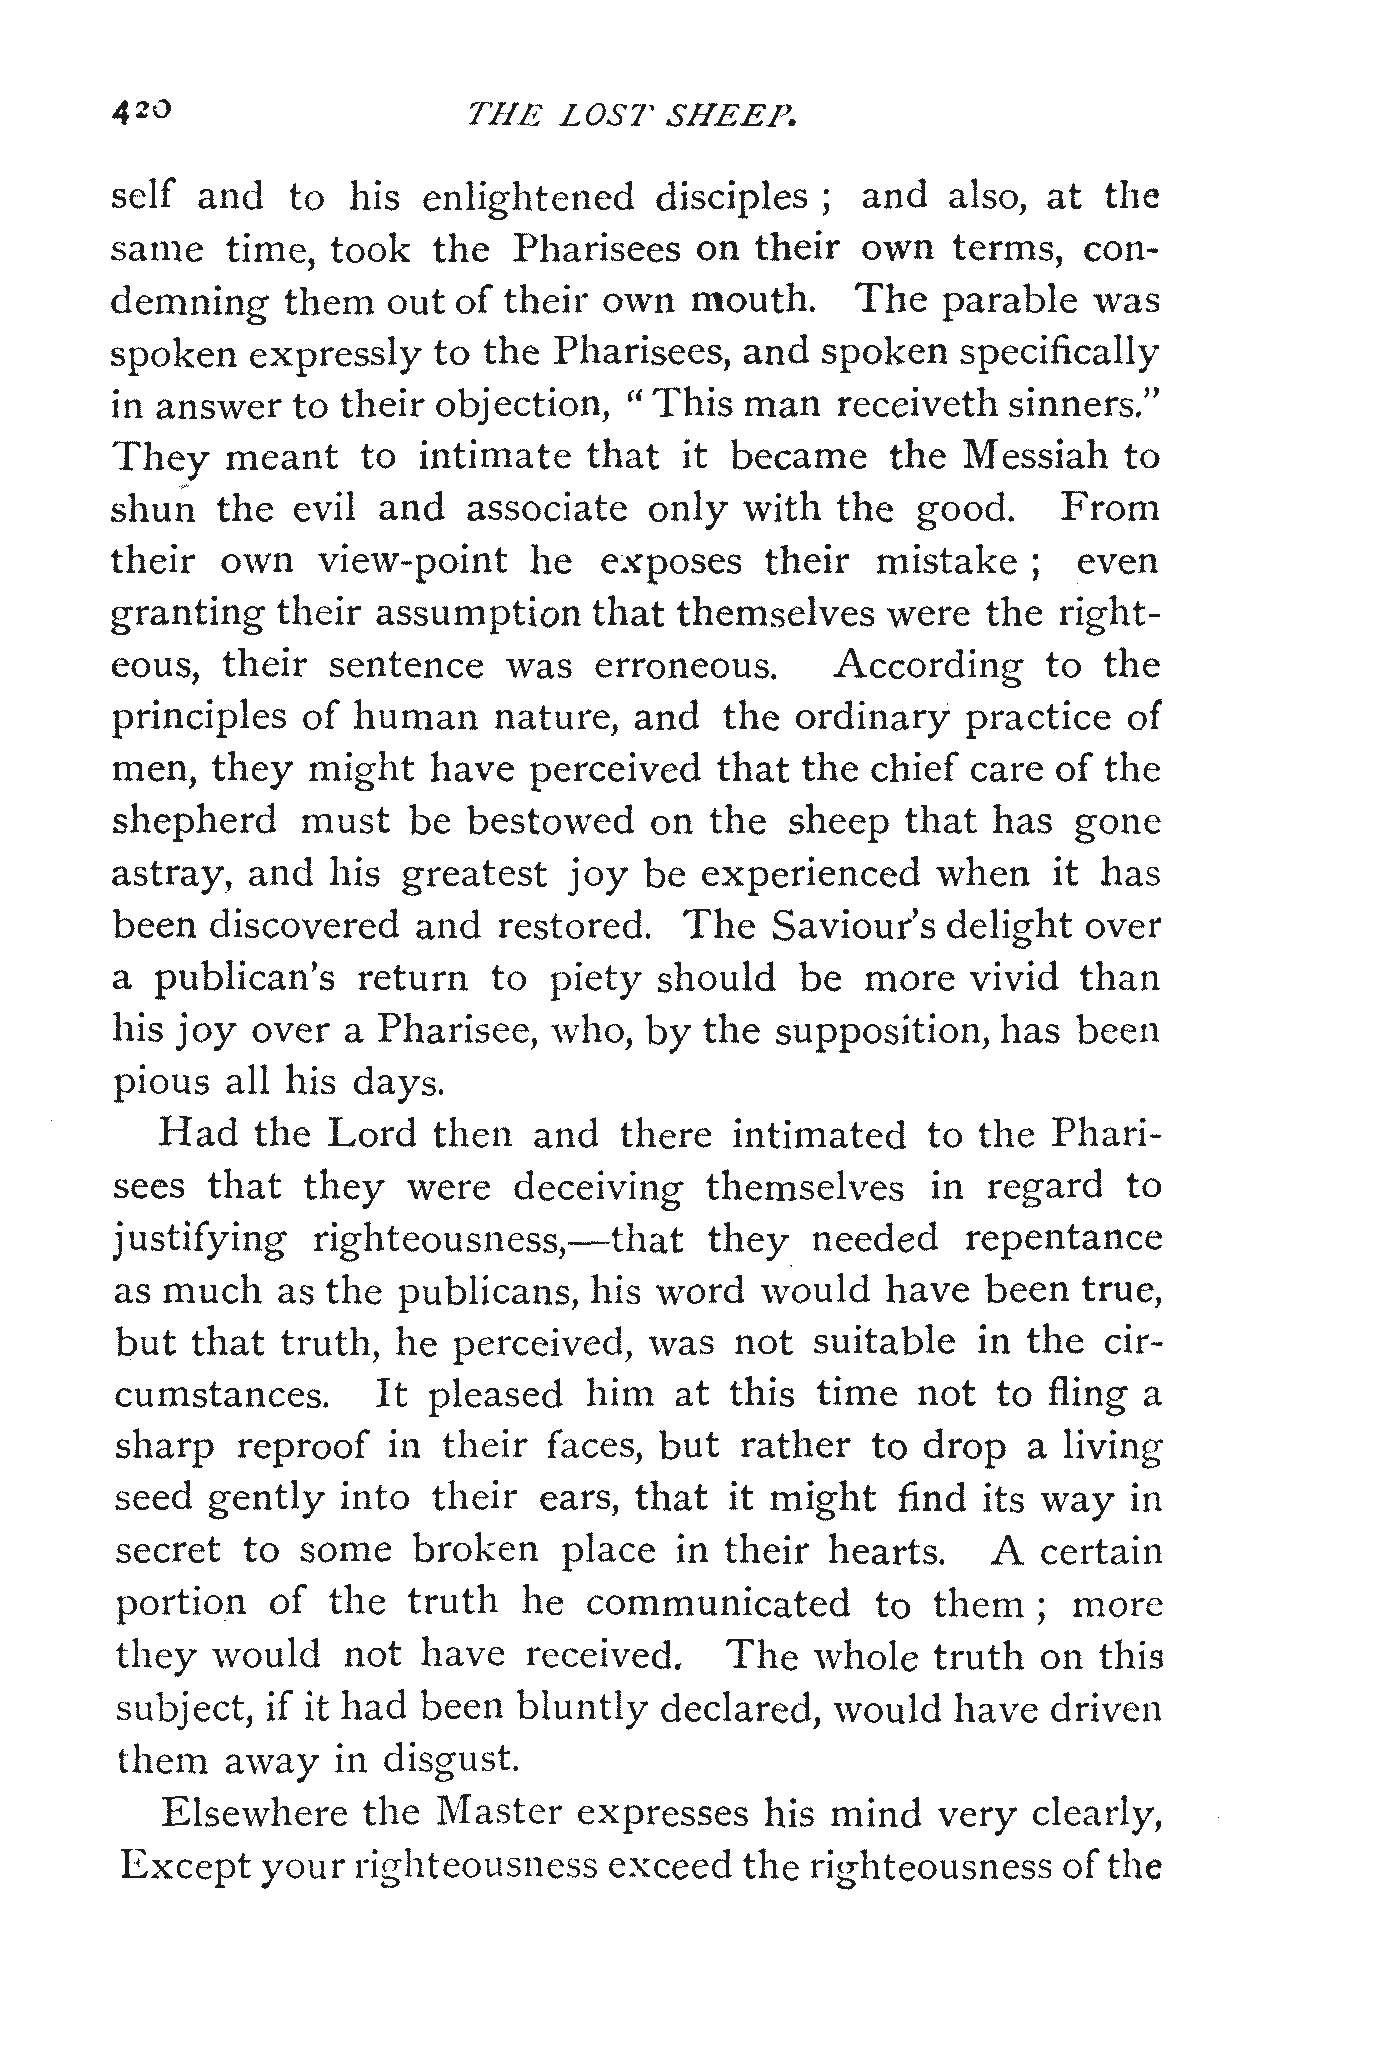 420 THE LOST SHEEP.
self and to his enlightened disciples ; and also, at the
same time, took the Pharisees on their own terms, con-
demning them out of their own mouth. The parable was
spoken expressly to the Pharisees, and spoken specifically
in answer to their objection, “ This man receiveth sinners.”
They meant to intimate that it became the Messiah to
shun the evil and associate only with the good. From
their own view-point he exposes their mistake ; even
granting their assumption that themselves were the right-
eous, their sentence was erroneous. According to the
principles of human nature, and the ordinary practice of
men, they might have perceived that the chief care of the
shepherd must be bestowed on the sheep that has gone
astray, and his greatest joy be experienced when it has
been discovered and restored. The Saviour’s delight over
a publican’s return to piety should be more vivid than
his joy over a Pharisee, who, by the supposition, has been
pious all his days.
Had the Lord then and there intimated to the Phari-
sees that they were deceiving themselves in regard to
justifying righteousness,—that they needed repentance
as much as the publicans, his word would have been true,
but that truth, he perceived, was not suitable in the cir-
cumstances. It pleased him at this time not to fling a
sharp reproof in their faces, but rather to drop a living
seed gently into their ears, that it might find its way in
secret to some broken place in their hearts. A certain
portion of the truth he communicated to them ; more
they would not have received. The whole truth on this
subject, if it had been bluntly declared, would have driven
them away in disgust.
Elsewhere the Master expresses his mind very clearly,
Except your righteousness exceed the righteousness of the